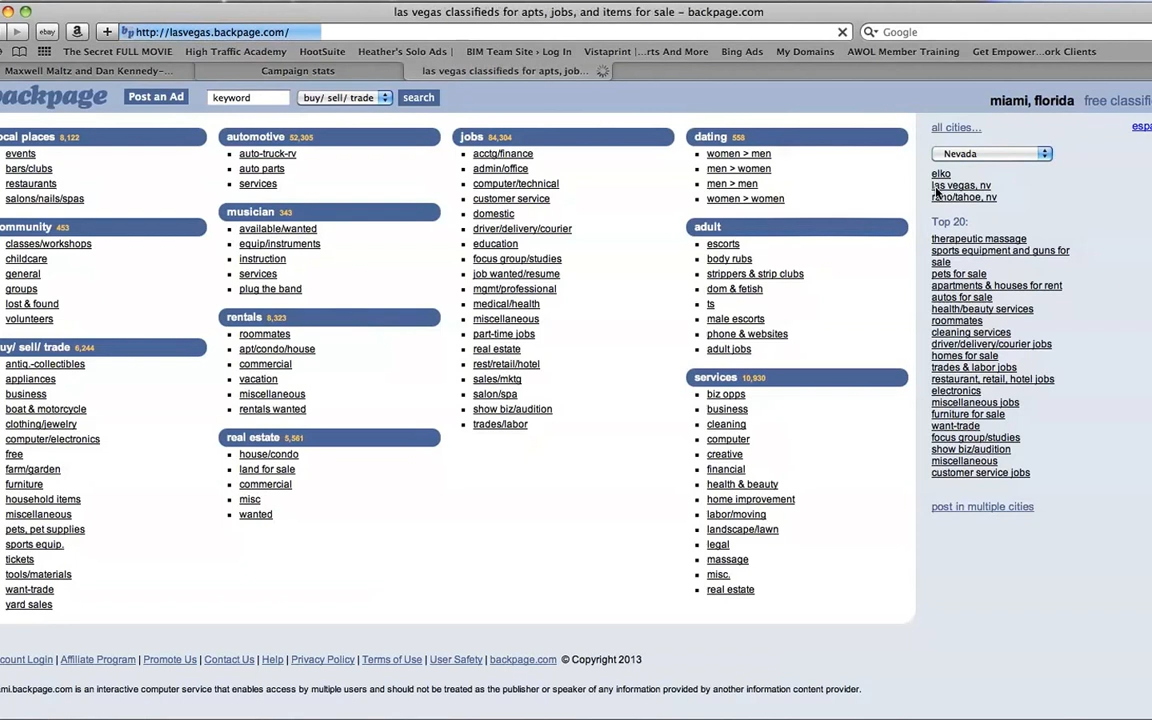 las vegas classifieds for apts, jobs, and items for sale – backpage.com
ebay
http://lasvegas.backpage.com/
Google
The Secret FULL MOVIE
High Traffic Academy
HootSuite
Heather's Solo Ads
BIM Team Site › Log In
Vistaprint |...rts And More
Bing Ads
My Domains
AWOL Member Training
Get Empower...ork Clients
Maxwell Maltz and Dan Kennedy–...
Campaign stats
las vegas classifieds for apts, job...
backpage
Post an Ad
keyword
buy/ sell/ trade
search
miami, florida free classifi
ocal places 8,122
events
bars/clubs
restaurants
salons/nails/spas
ommunity 453
classes/workshops
childcare
general
groups
lost & found
volunteers
uy/ sell/ trade 6,244
antiq.-collectibles
appliances
business
boat & motorcycle
clothing/jewelry
computer/electronics
free
farm/garden
furniture
household items
miscellaneous
pets, pet supplies
sports equip.
tickets
tools/materials
want-trade
yard sales
automotive 52,305
auto-truck-rv
auto parts
services
musician 343
available/wanted
equip/instruments
instruction
services
plug the band
rentals 8,323
roommates
apt/condo/house
commercial
vacation
miscellaneous
rentals wanted
real estate 5,561
house/condo
land for sale
commercial
misc
wanted
jobs 84,304
acctg/finance
admin/office
computer/technical
customer service
domestic
driver/delivery/courier
education
focus group/studies
job wanted/resume
mgmt/professional
medical/health
miscellaneous
part-time jobs
real estate
rest/retail/hotel
sales/mktg
salon/spa
show biz/audition
trades/labor
dating 558
women > men
men > women
men > men
women > women
adult
escorts
body rubs
strippers & strip clubs
dom & fetish
ts
male escorts
phone & websites
adult jobs
services 10,930
biz opps
business
cleaning
computer
creative
financial
health & beauty
home improvement
labor/moving
landscape/lawn
legal
massage
misc.
real estate
all cities...
espa
Nevada
elko
las vegas, nv
reno/tahoe, nv
Top 20:
therapeutic massage
sports equipment and guns for
sale
pets for sale
apartments & houses for rent
autos for sale
health/beauty services
roommates
cleaning services
driver/delivery/courier jobs
homes for sale
trades & labor jobs
restaurant, retail, hotel jobs
electronics
miscellaneous jobs
furniture for sale
want-trade
focus group/studies
show biz/audition
miscellaneous
customer service jobs
post in multiple cities
count Login | Affiliate Program | Promote Us | Contact Us | Help | Privacy Policy | Terms of Use | User Safety | backpage.com © Copyright 2013
mi.backpage.com is an interactive computer service that enables access by multiple users and should not be treated as the publisher or speaker of any information provided by another information content provider.